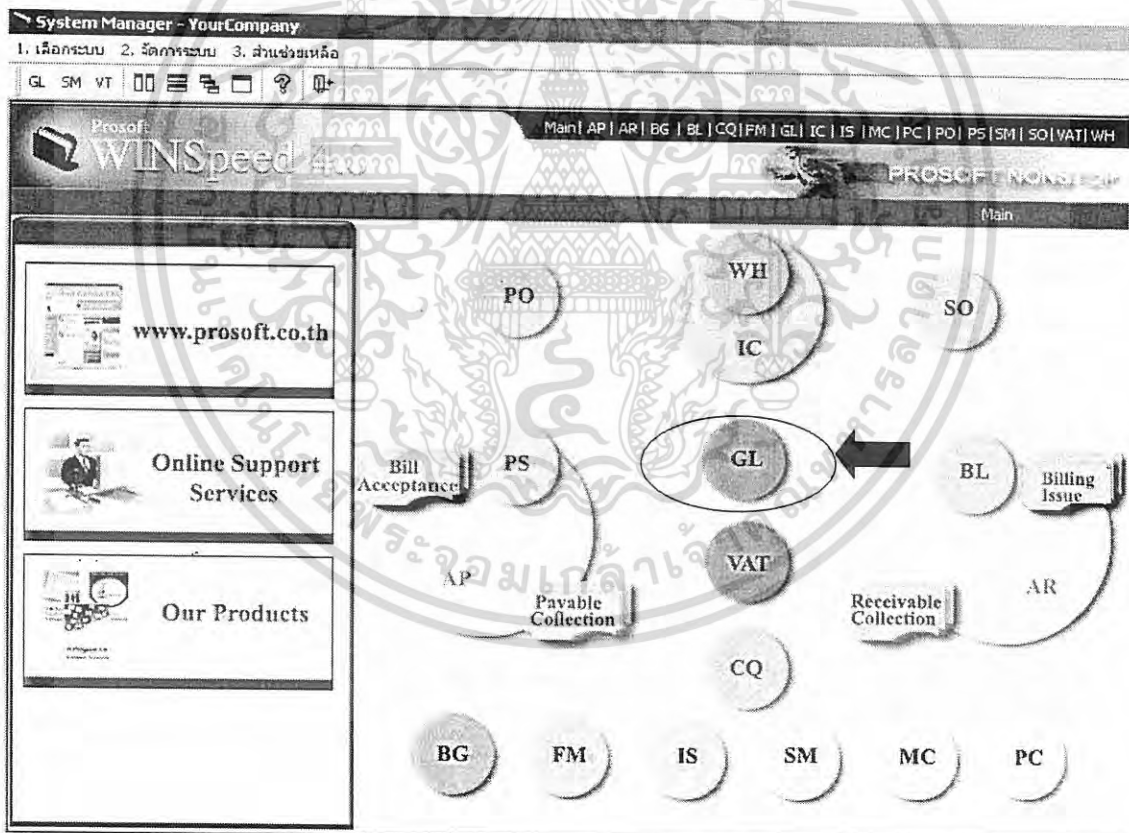 System Manager - YourCompany
1. เลือกระบบ 2. จัดการระบบ 3. ส่วนช่วยเหลือ
GL SM VT
Prosoft
WINSpeed 4.0
Main | AP | AR | BG | BL | CQ | FM | GL | IC | IS | MC | PC | PO | PS | SM | SO | VAT | WH
PROSOFT NONSTOP
Main
www.prosoft.co.th
Online Support
Services
Our Products
PO
WH
IC
SO
Bill
Acceptance
PS
GL
BL
Billing
Issue
AP
Payable
Collection
VAT
Receivable
Collection
AR
CQ
BG
FM
IS
SM
MC
PC